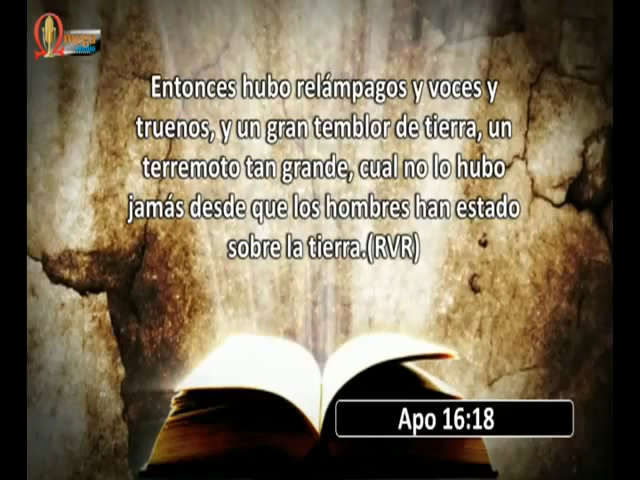 Entonces hubo relámpagos y voces y
truenos, y un gran temblor de tierra, un
terremoto tan grande, cual no lo hubo
jamás desde que los hombres han estado
sobre la tierra.(RVR)
Apo 16:18